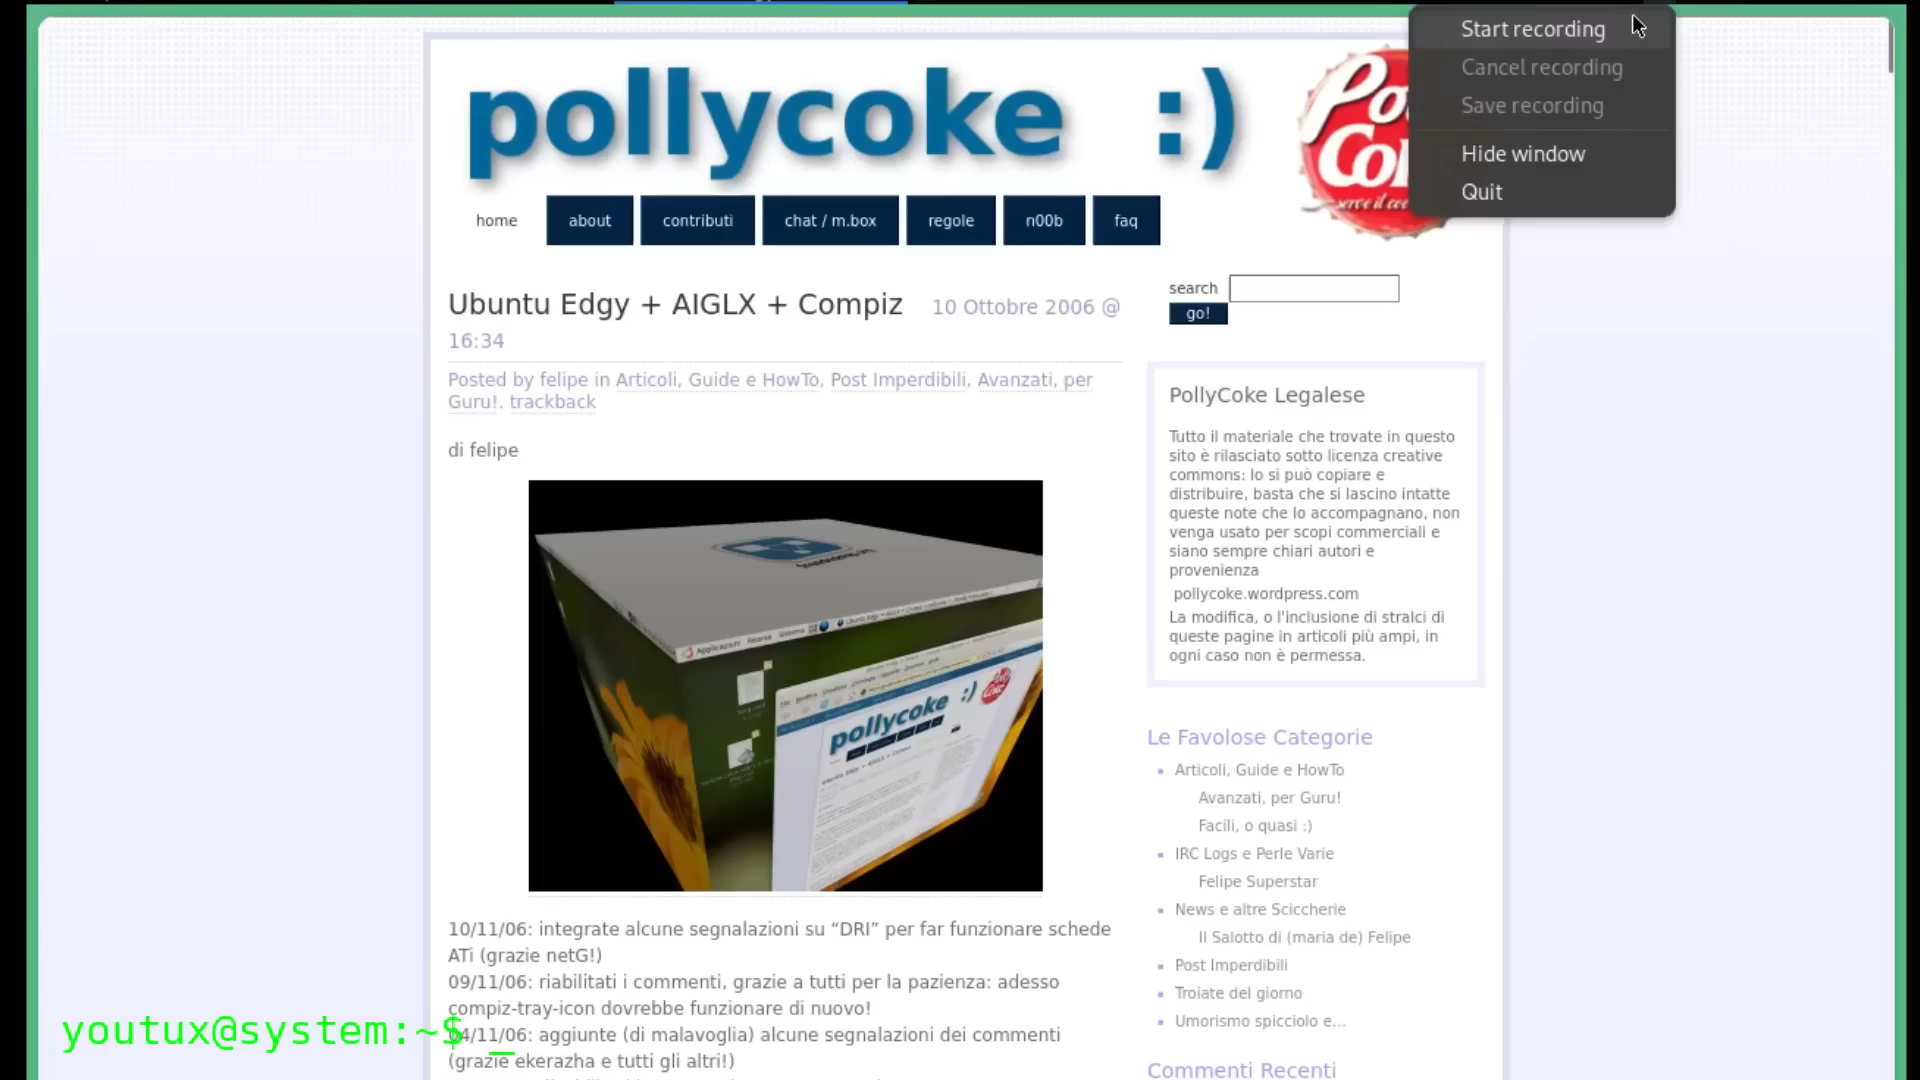 Start recording
Cancel recording
Save recording
Hide window
Quit
pollycoke :)
home about contributi chat / m.box regole n00b faq
Ubuntu Edgy + AIGLX + Compiz 10 Ottobre 2006 @
16:34
Posted by felipe in Articoli, Guide e HowTo, Post Imperdibili, Avanzati, per
Guru!. trackback
di felipe
pollycoke :)
10/11/06: integrate alcune segnalazioni su “DRI” per far funzionare schede
ATi (grazie netG!)
09/11/06: riabilitati i commenti, grazie a tutti per la pazienza: adesso
compiz-tray-icon dovrebbe funzionare di nuovo!
04/11/06: aggiunte (di malavoglia) alcune segnalazioni dei commenti
(grazie ekerazha e tutti gli altri!)
search
go!
PollyCoke Legalese
Tutto il materiale che trovate in questo
sito è rilasciato sotto licenza creative
commons: lo si può copiare e
distribuire, basta che si lascino intatte
queste note che lo accompagnano, non
venga usato per scopi commerciali e
siano sempre chiari autori e
provenienza
pollycoke.wordpress.com
La modifica, o l'inclusione di stralci di
queste pagine in articoli più ampi, in
ogni caso non è permessa.
Le Favolose Categorie
Articoli, Guide e HowTo
Avanzati, per Guru!
Facili, o quasi :)
IRC Logs e Perle Varie
Felipe Superstar
News e altre Sciccherie
Il Salotto di (maria de) Felipe
Post Imperdibili
Troiate del giorno
Umorismo spicciolo e...
Commenti Recenti
youtux@system:~$ _